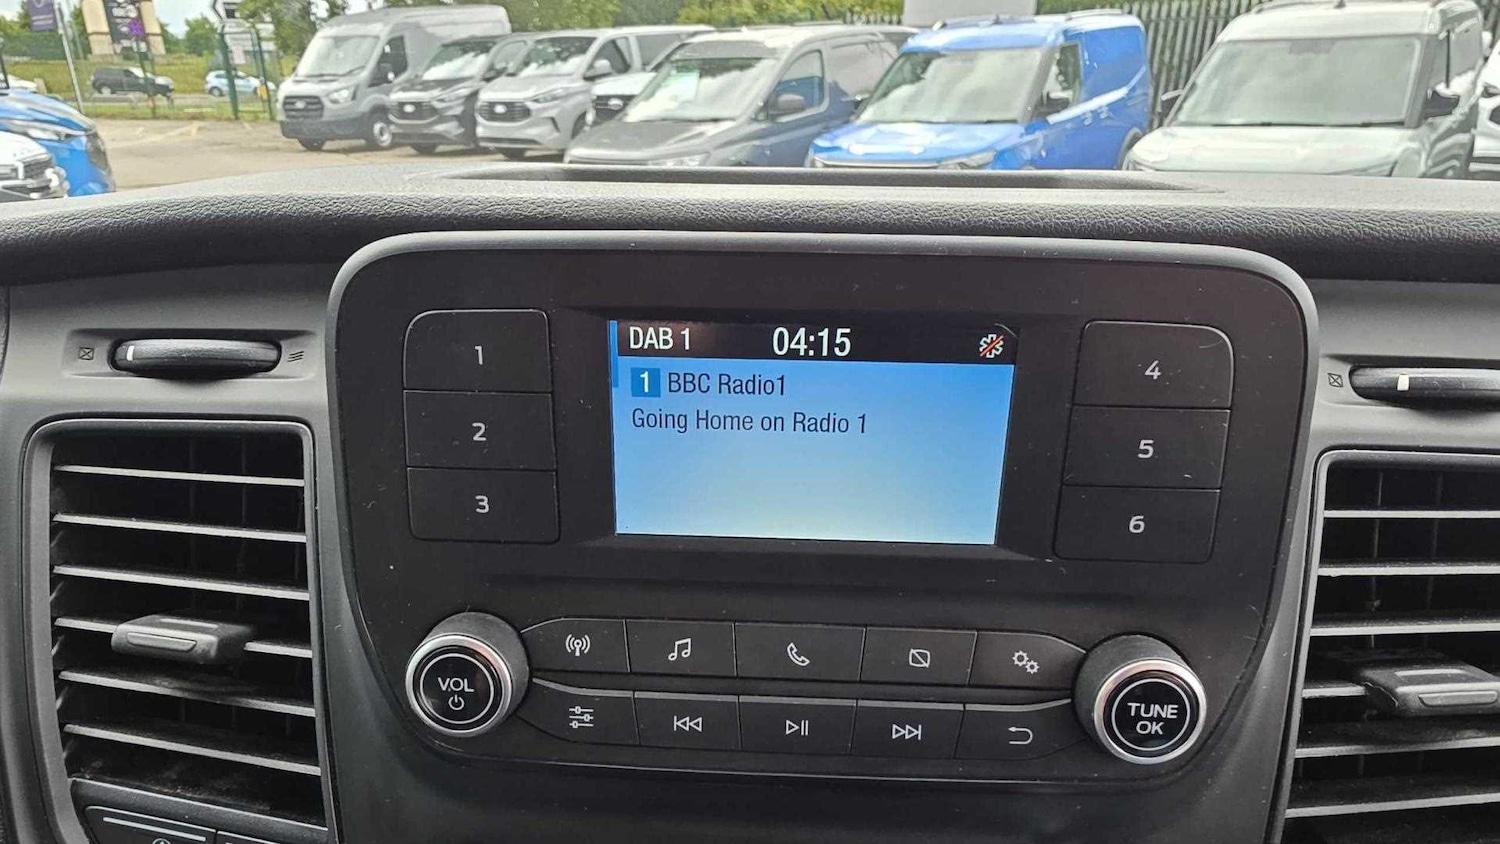 DAB 1 04:15
1 BBC Radio1
Going Home on Radio 1
1
2
3
4
5
6
VOL
TUNE
OK